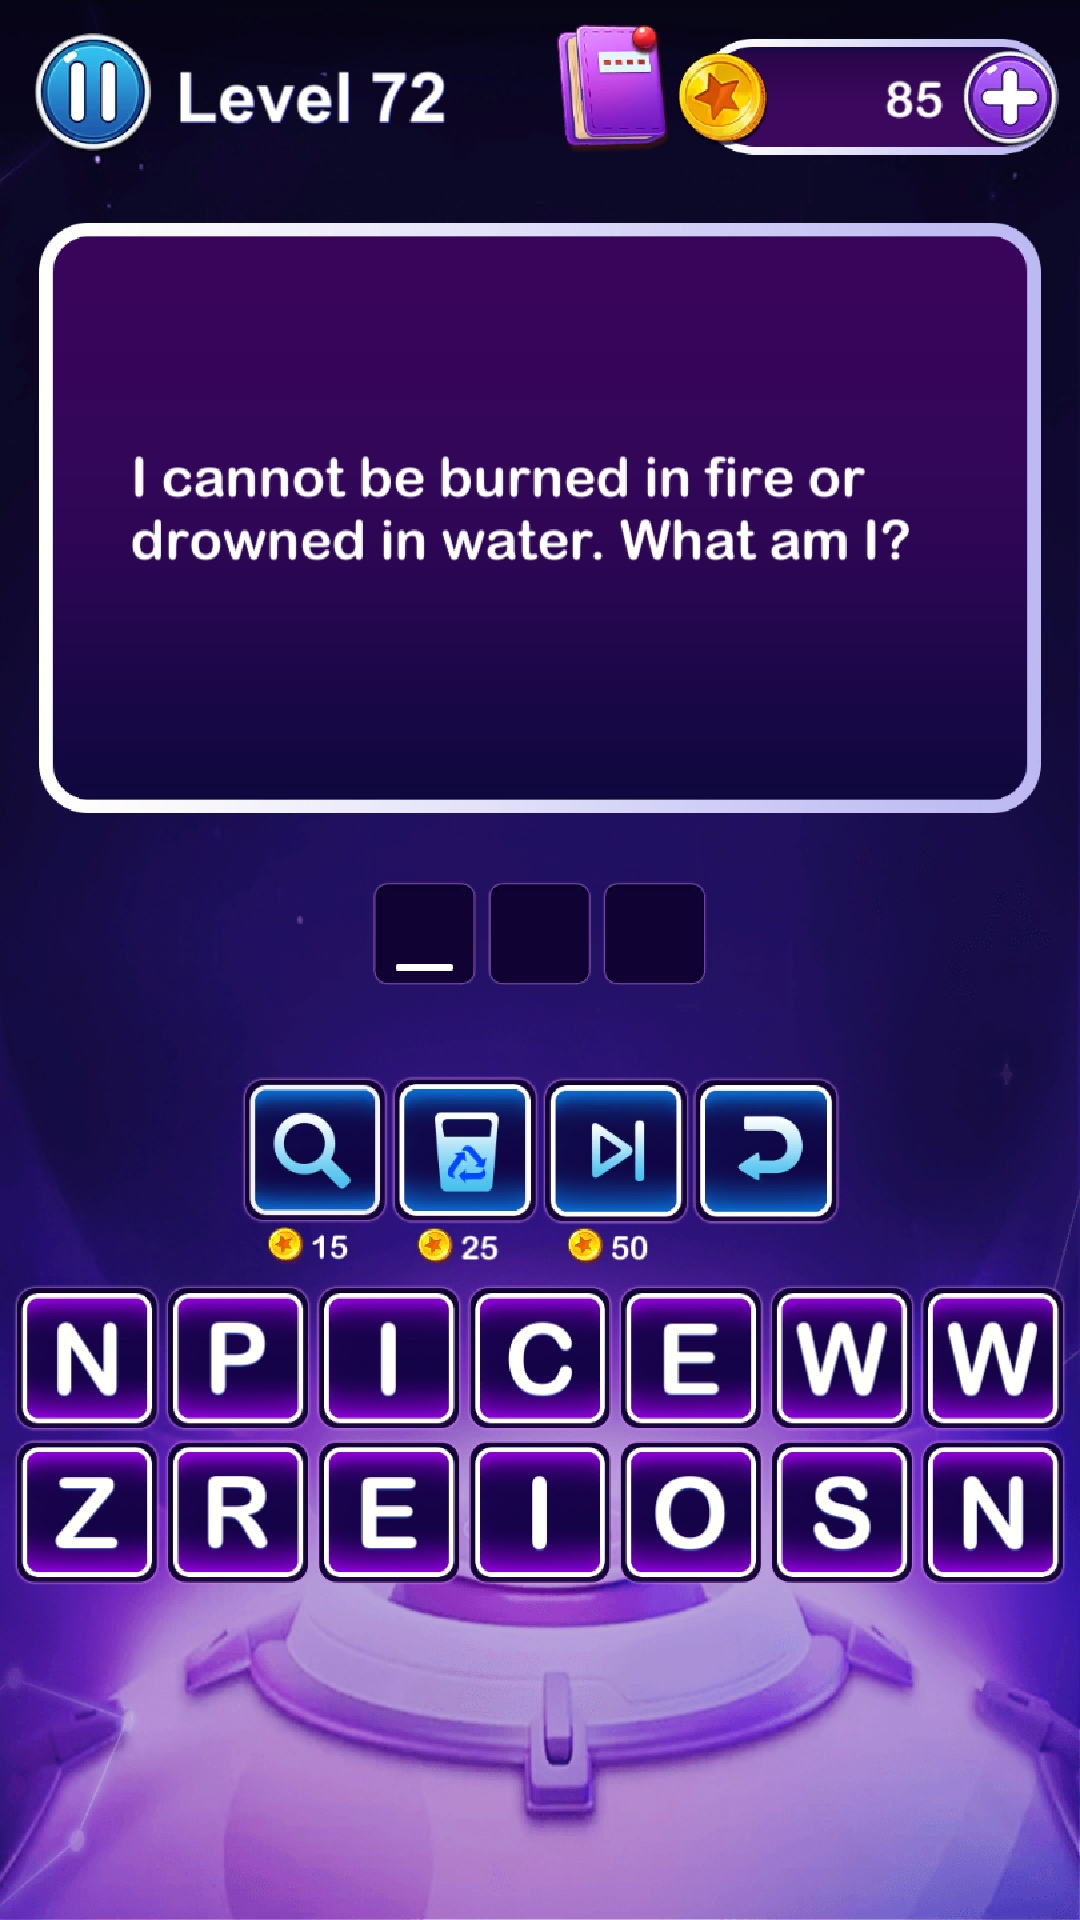 Level 72
85
I cannot be burned in fire or
drowned in water. What am I?
15 25 50
N P I C E W W
Z R E I O S N